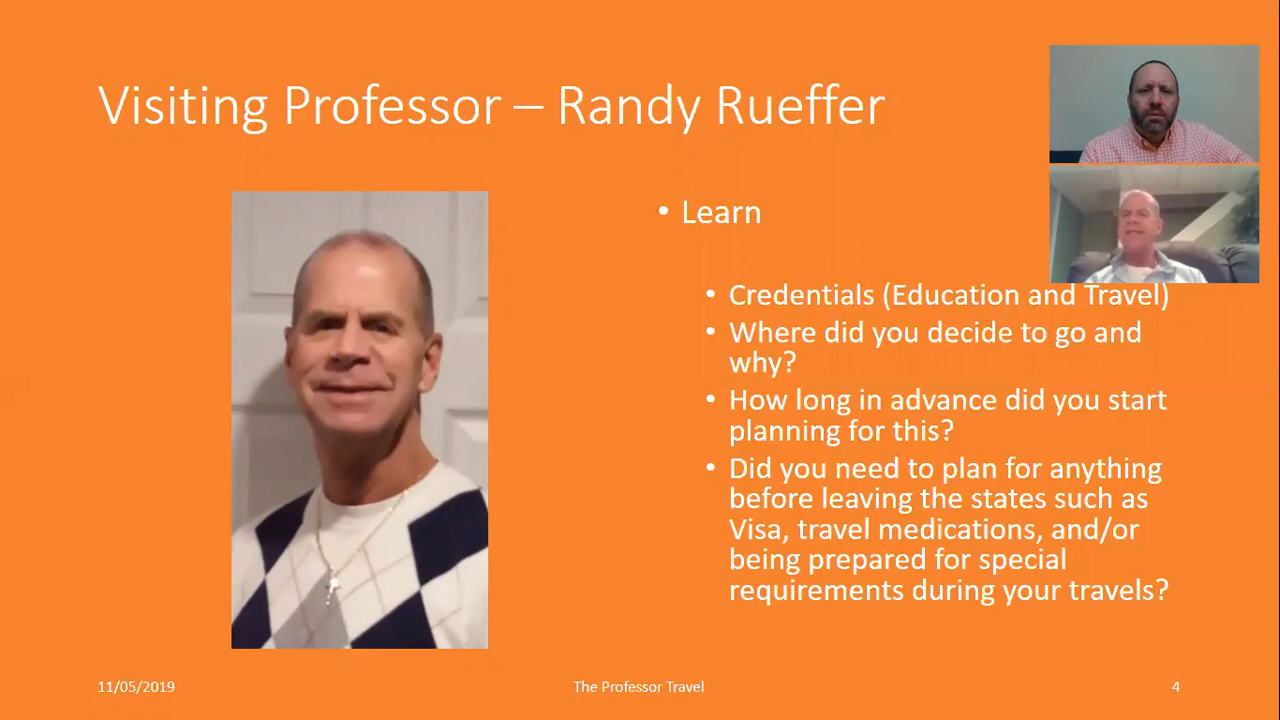 Visiting Professor – Randy Rueffer
• Learn
• Credentials (Education and Travel)
• Where did you decide to go and
why?
• How long in advance did you start
planning for this?
• Did you need to plan for anything
before leaving the states such as
Visa, travel medications, and/or
being prepared for special
requirements during your travels?
11/05/2019
The Professor Travel
4